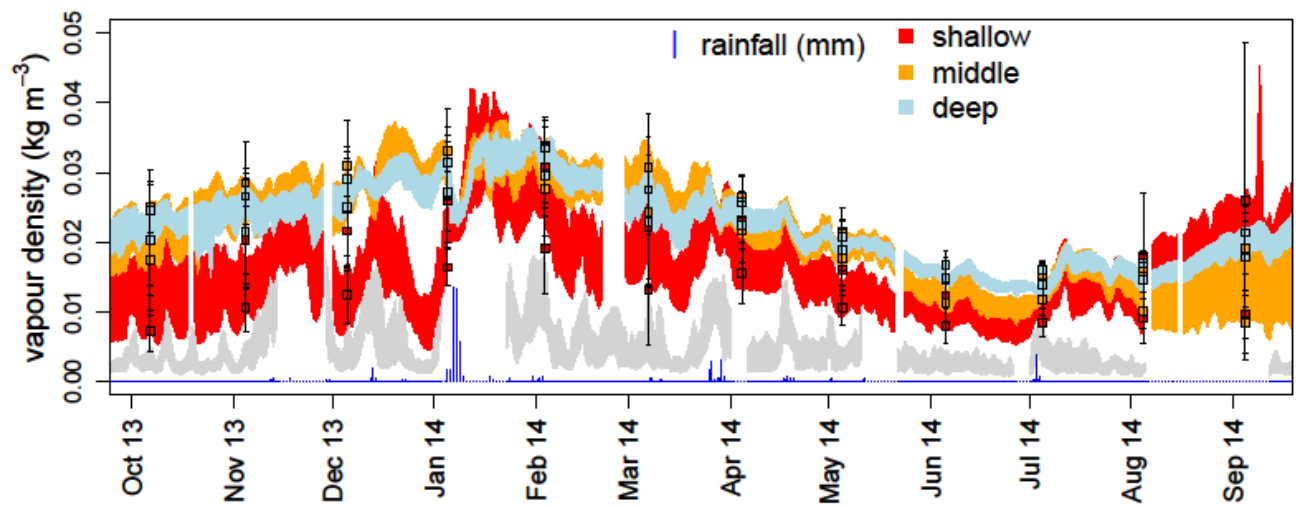 vapour density (kg m⁻³)
0.05
0.04
0.03
0.02
0.01
0.00
rainfall (mm)
shallow
middle
deep
Oct 13
Nov 13
Dec 13
Jan 14
Feb 14
Mar 14
Apr 14
May 14
Jun 14
Jul 14
Aug 14
Sep 14